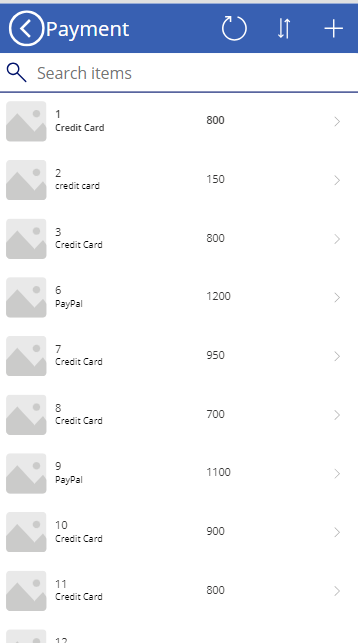 Payment
Search items
1
Credit Card
800
2
credit card
150
3
Credit Card
800
6
PayPal
1200
7
Credit Card
950
8
Credit Card
700
9
PayPal
1100
10
Credit Card
900
11
Credit Card
800
12